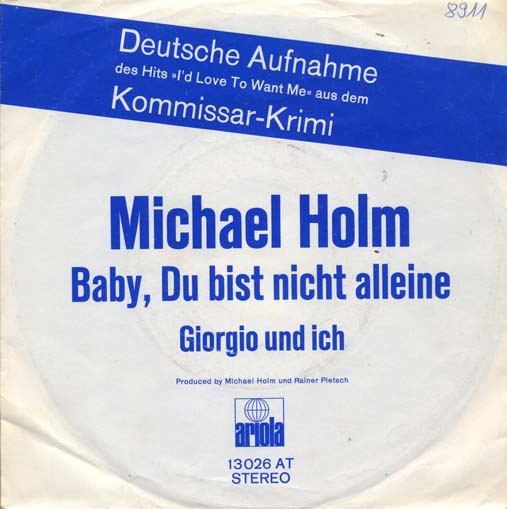 8911
Deutsche Aufnahme
des Hits »I'd Love To Want Me« aus dem
Kommissar-Krimi
Michael Holm
Baby, Du bist nicht alleine
Giorgio und ich
Produced by Michael Holm und Rainer Pietsch
ariola
13026 AT
STEREO